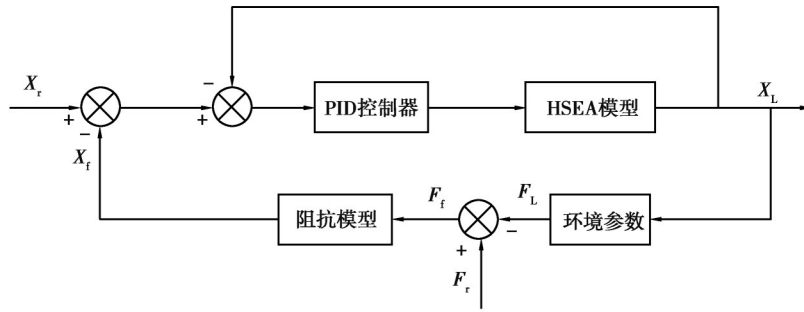 X_r
+
−
X_f
−
+
PID控制器
HSEA模型
X_L
阻抗模型
F_f
F_L
−
+
F_r
环境参数